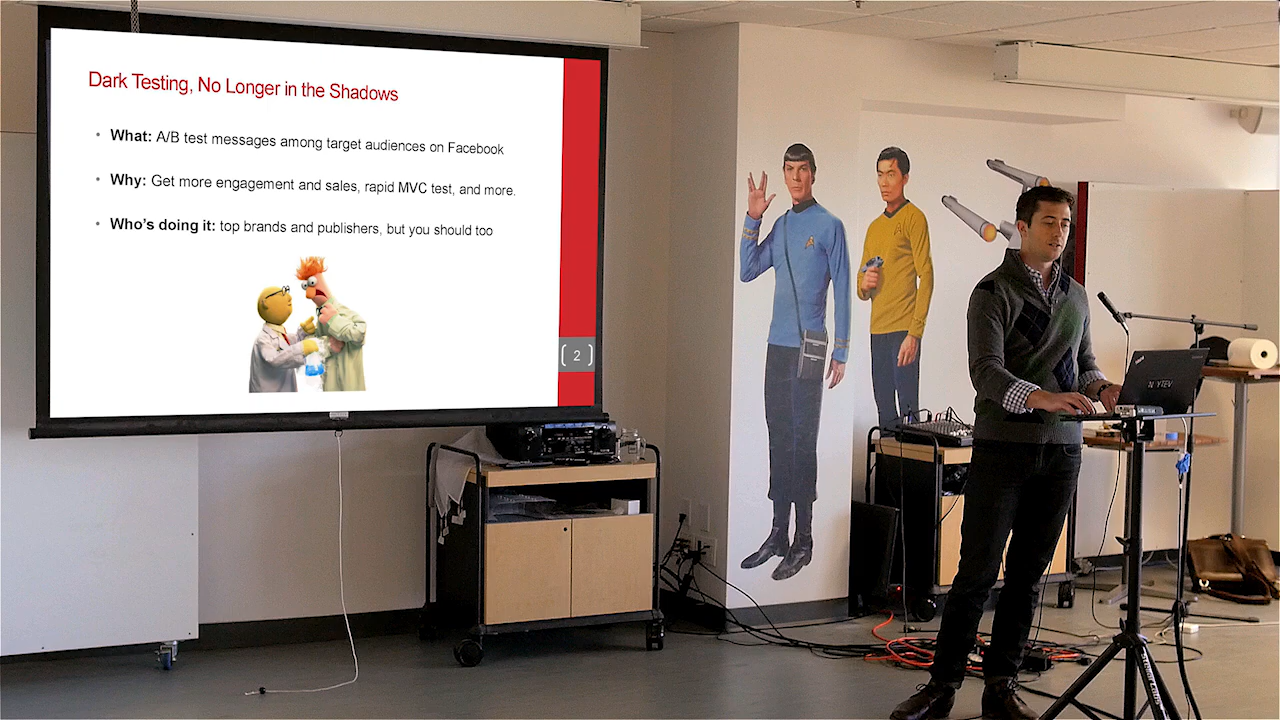 Dark Testing, No Longer in the Shadows
• What: A/B test messages among target audiences on Facebook
• Why: Get more engagement and sales, rapid MVC test, and more.
• Who's doing it: top brands and publishers, but you should too
2